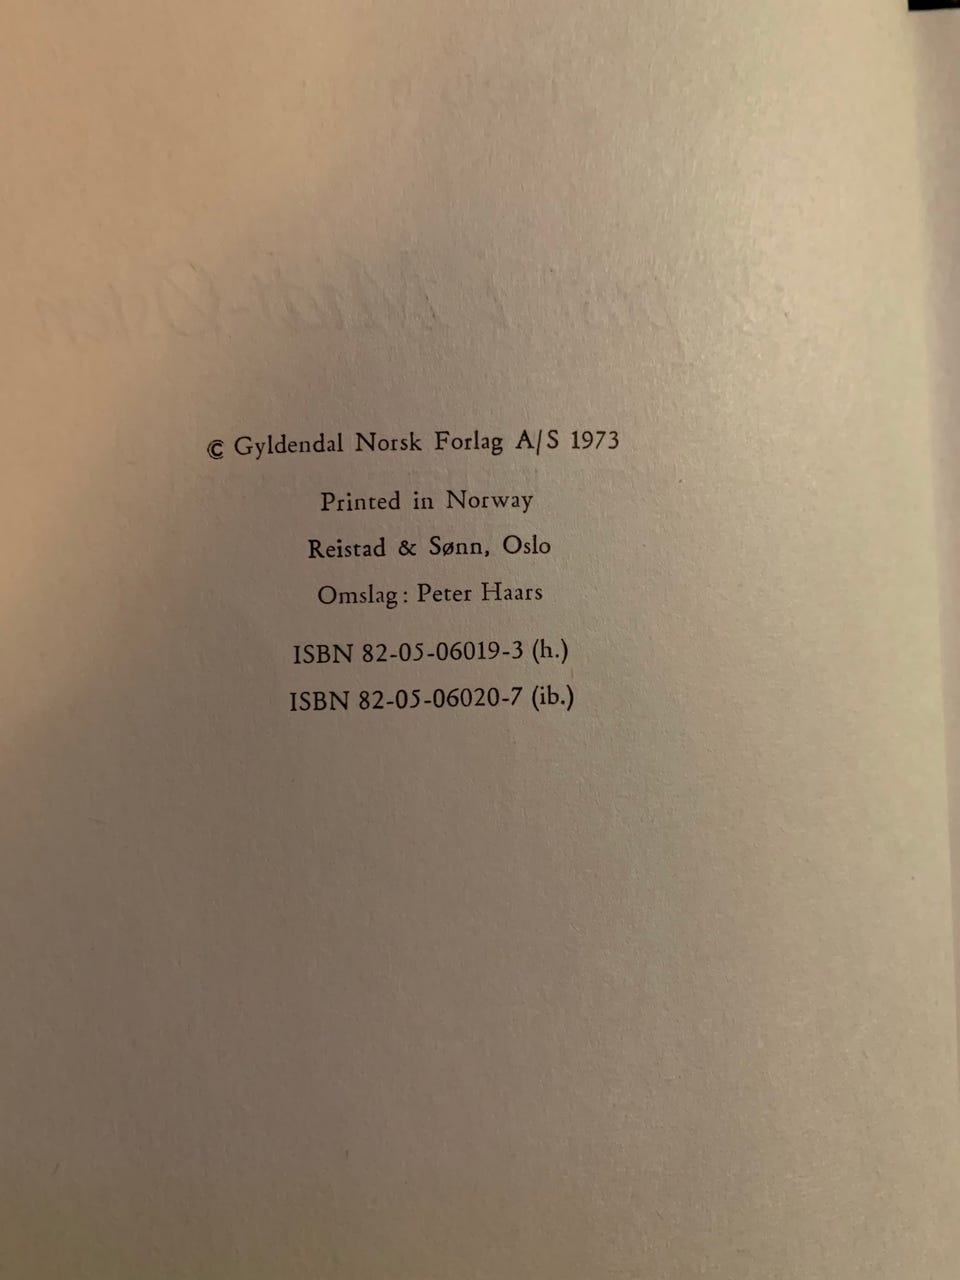 © Gyldendal Norsk Forlag A/S 1973
Printed in Norway
Reistad & Sønn, Oslo
Omslag: Peter Haars
ISBN 82-05-06019-3 (h.)
ISBN 82-05-06020-7 (ib.)